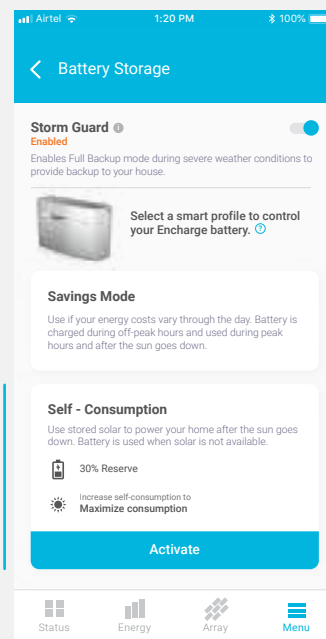 Airtel 1:20 PM 100%
Battery Storage
Storm Guard
Enabled
Enables Full Backup mode during severe weather conditions to
provide backup to your house.
Select a smart profile to control
your Encharge battery.
Savings Mode
Use if your energy costs vary through the day. Battery is
charged during off-peak hours and used during peak
hours and after the sun goes down.
Self - Consumption
Use stored solar to power your home after the sun goes
down. Battery is used when solar is not available.
30% Reserve
Increase self-consumption to
Maximize consumption
Activate
Status Energy Array Menu